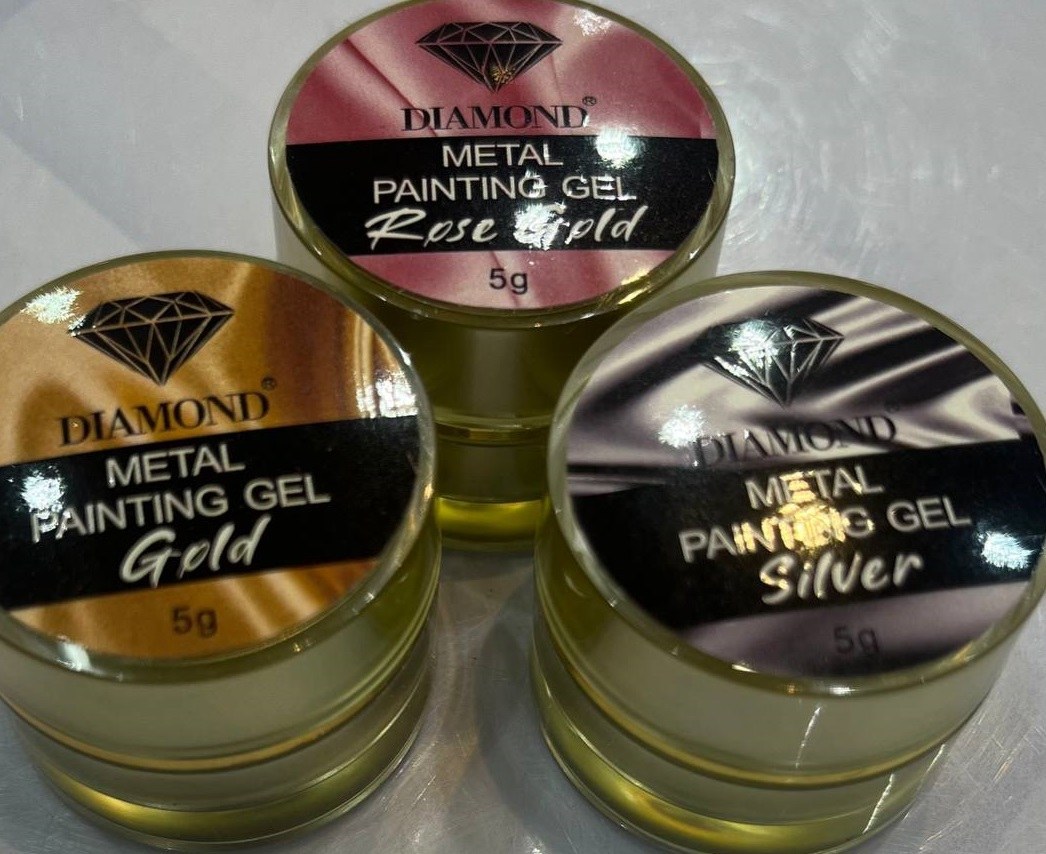 DIAMOND®
METAL
PAINTING GEL
Rose Gold
5g
DIAMOND®
METAL
PAINTING GEL
Gold
5g
DIAMOND®
METAL
PAINTING GEL
Silver
5g